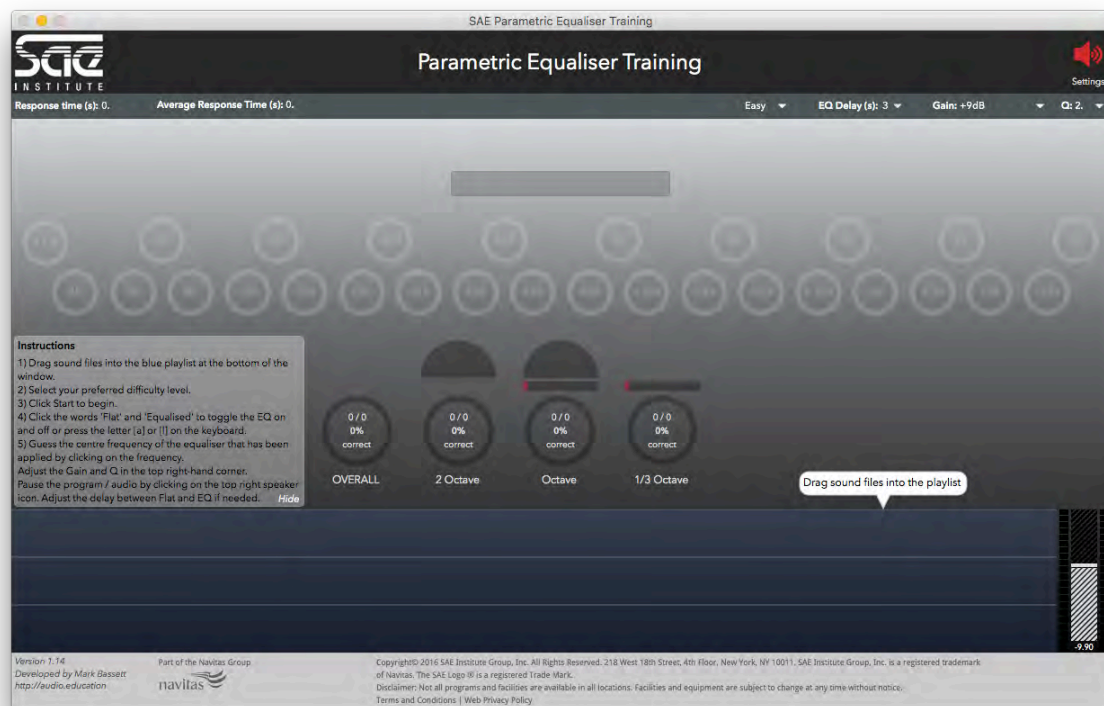 SAE Parametric Equaliser Training
SAE
INSTITUTE
Parametric Equaliser Training
Settings
Response time (s): 0.
Average Response Time (s): 0.
Easy
EQ Delay (s): 3
Gain: +9dB
Q: 2.
Instructions
1) Drag sound files into the blue playlist at the bottom of the
window.
2) Select your preferred difficulty level.
3) Click Start to begin.
4) Click the words 'Flat' and 'Equalised' to toggle the EQ on
and off or press the letter [a] or [l] on the keyboard.
5) Guess the centre frequency of the equaliser that has been
applied by clicking on the frequency.
Adjust the Gain and Q in the top right-hand corner.
Pause the program / audio by clicking on the top right speaker
icon. Adjust the delay between Flat and EQ if needed.
Hide
0 / 0
0%
correct
OVERALL
0 / 0
0%
correct
2 Octave
0 / 0
0%
correct
Octave
0 / 0
0%
correct
1/3 Octave
Drag sound files into the playlist
-9.90
Version 1.14
Developed by Mark Bassett
http://audio.education
Part of the Navitas Group
navitas
Copyright© 2016 SAE Institute Group, Inc. All Rights Reserved. 218 West 18th Street, 4th Floor, New York, NY 10011. SAE Institute Group, Inc. is a registered trademark
of Navitas. The SAE Logo ® is a registered Trade Mark.
Disclaimer: Not all programs and facilities are available in all locations. Facilities and equipment are subject to change at any time without notice.
Terms and Conditions | Web Privacy Policy